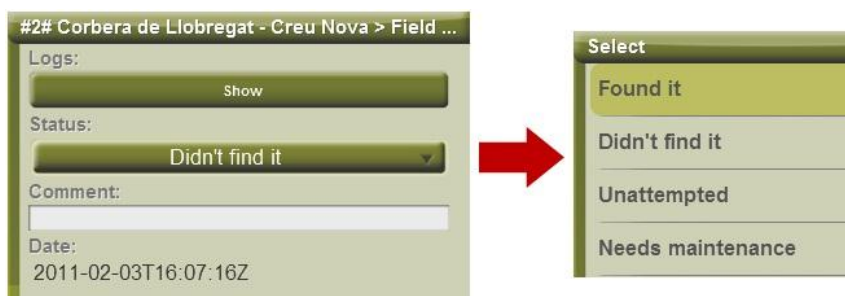 #2# Corbera de Llobregat - Creu Nova > Field ...
Logs:
Show
Status:
Didn't find it
Comment:
Date:
2011-02-03T16:07:16Z
Select
Found it
Didn't find it
Unattempted
Needs maintenance